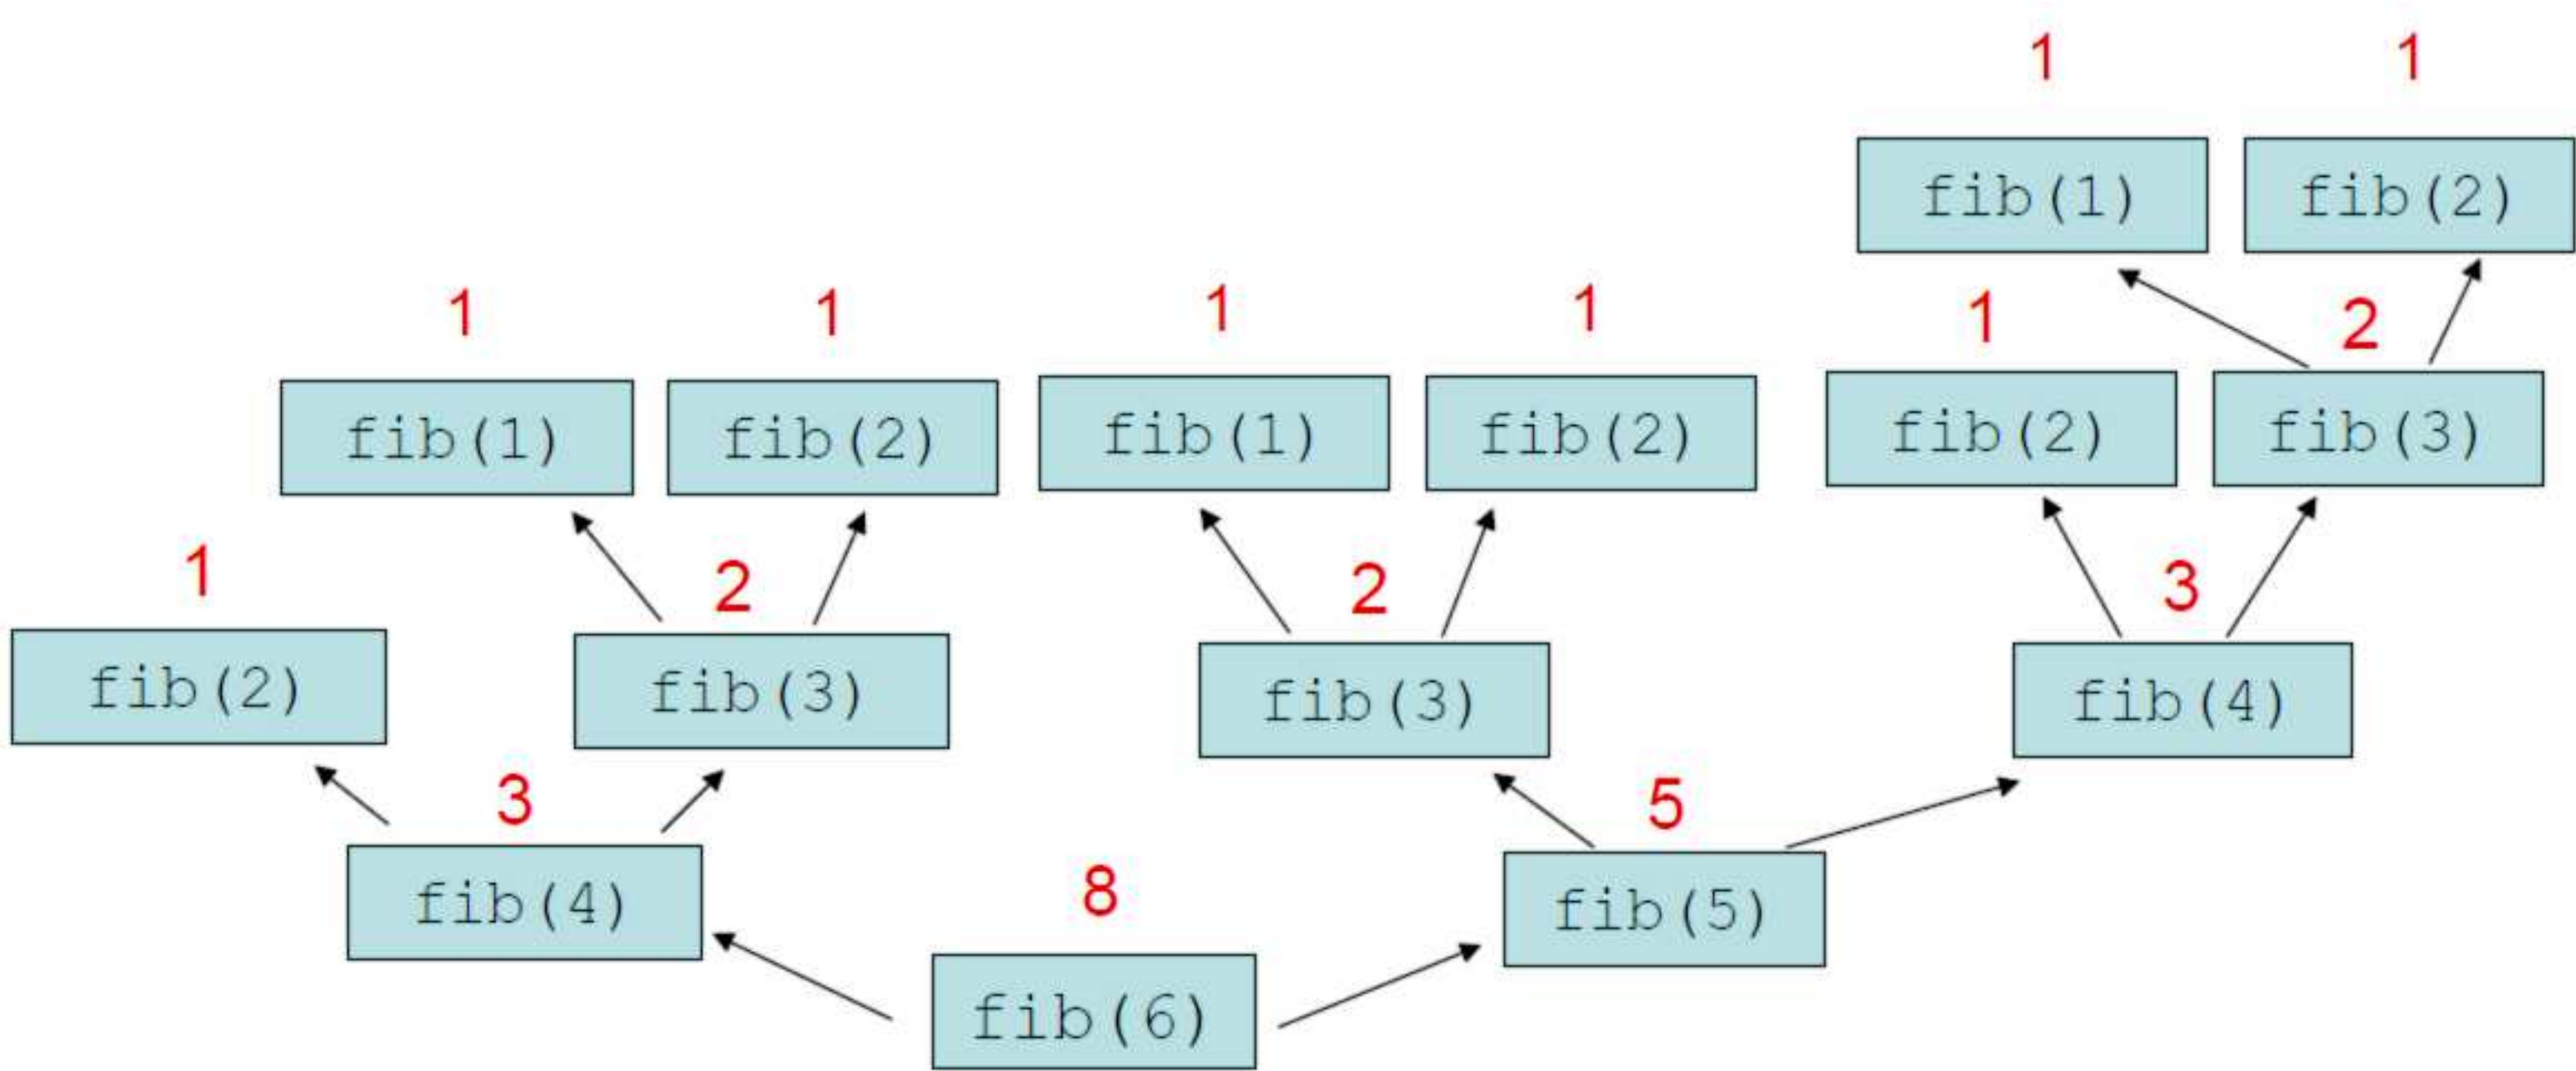 1 1
fib(1) fib(2)
1 1 1 1 1 2
fib(1) fib(2) fib(1) fib(2) fib(2) fib(3)
1 2 2 3
fib(2) fib(3) fib(3) fib(4)
3 5
fib(4) fib(5)
8
fib(6)